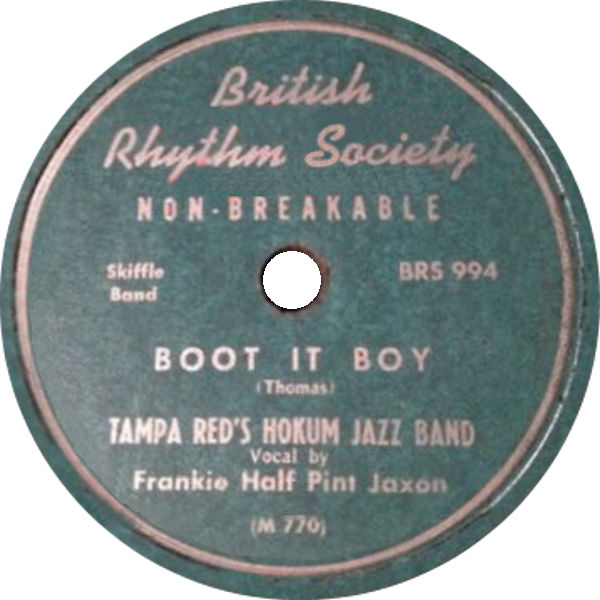 British
Rhythm Society
NON-BREAKABLE
Skiffle
Band
BRS 994
BOOT IT BOY
(Thomas)
TAMPA RED'S HOKUM JAZZ BAND
Vocal by
Frankie Half Pint Jaxon
(M 770)